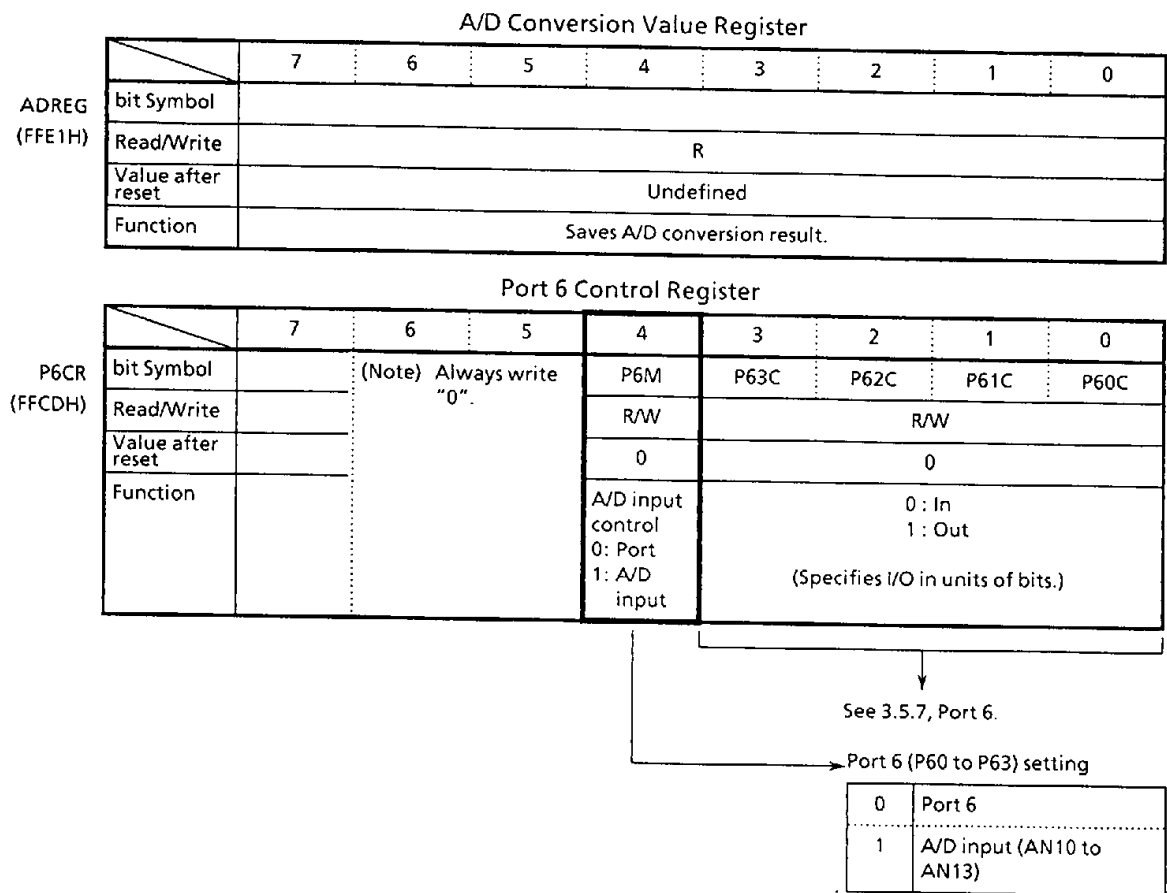 A/D Conversion Value Register
7 6 5 4 3 2 1 0
ADREG
(FFE1H)
bit Symbol
Read/Write R
Value after
reset
Undefined
Function Saves A/D conversion result.
Port 6 Control Register
7 6 5 4 3 2 1 0
P6CR
(FFCDH)
bit Symbol (Note) Always write P6M P63C P62C P61C P60C
"0".
Read/Write R/W R/W
Value after
reset
0 0
Function A/D input 0 : In
control 1 : Out
0: Port
1: A/D (Specifies I/O in units of bits.)
input
See 3.5.7, Port 6.
Port 6 (P60 to P63) setting
0 Port 6
1 A/D input (AN10 to
AN13)